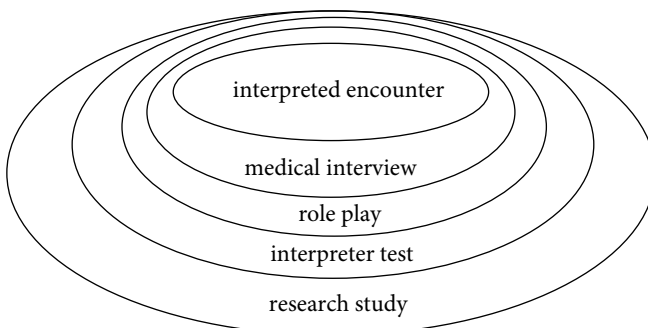 interpreted encounter
medical interview
role play
interpreter test
research study